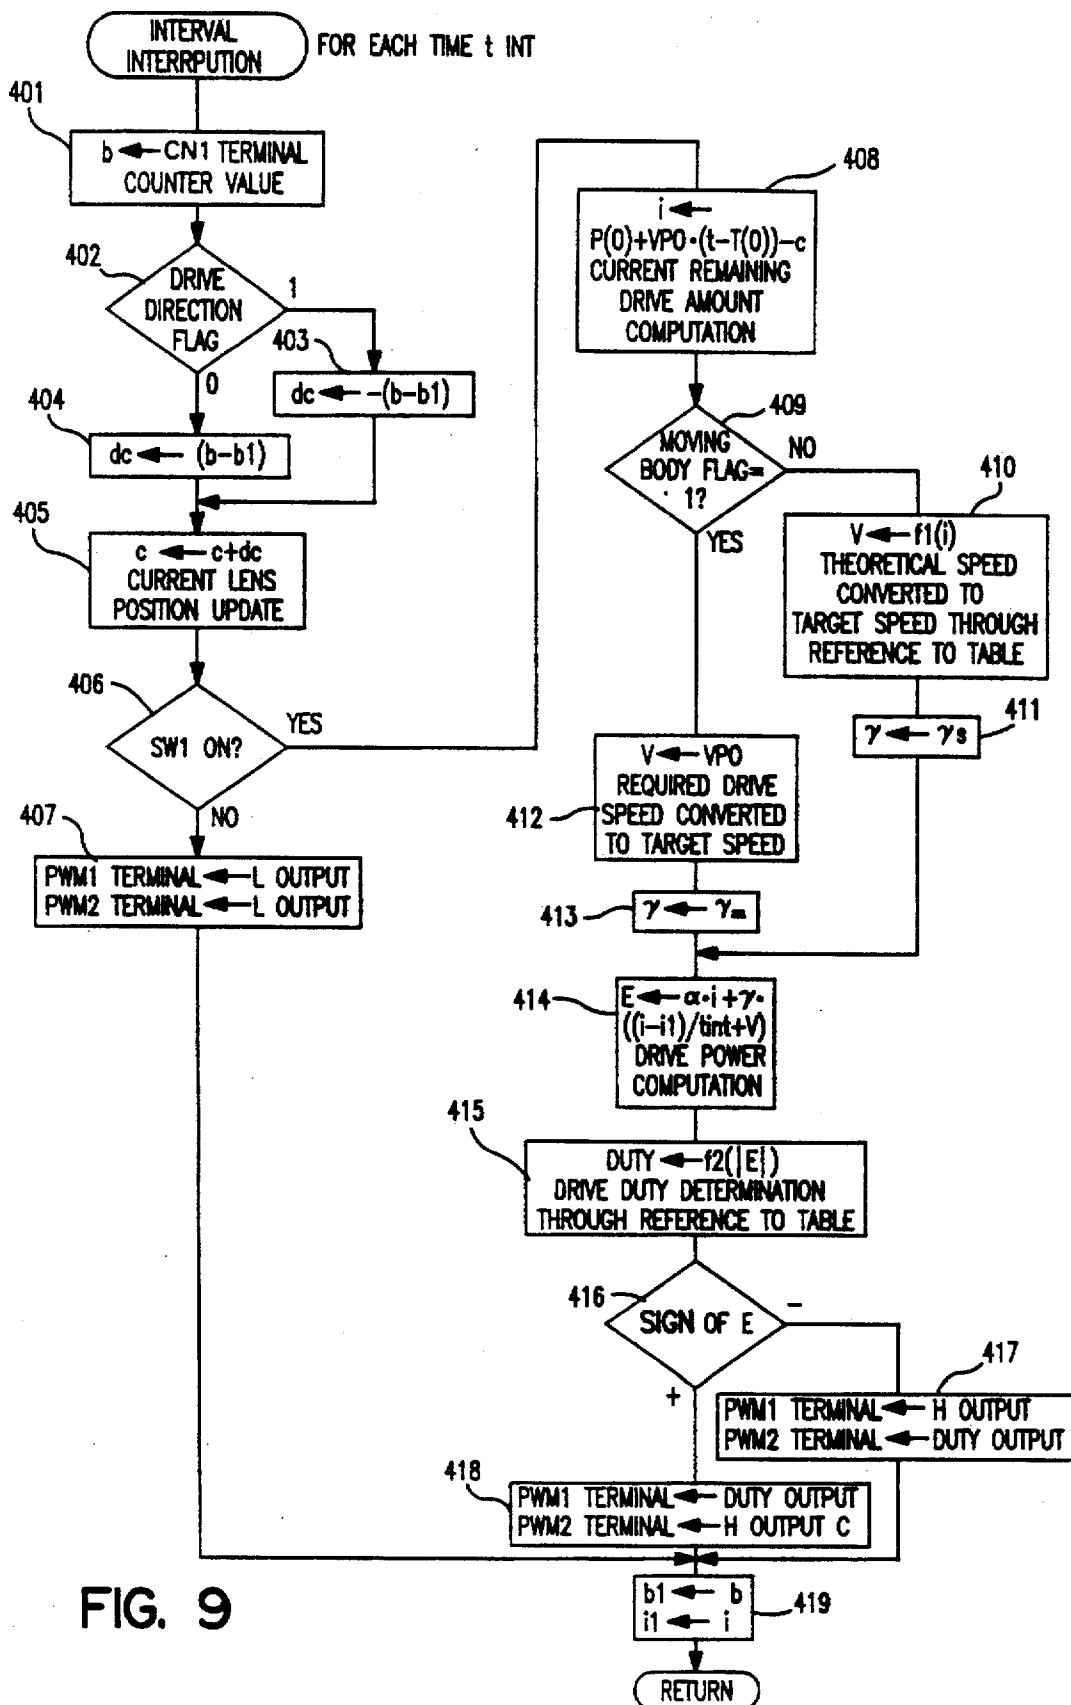 INTERVAL
INTERRPUTION
FOR EACH TIME t INT
401
b ← CN1 TERMINAL
COUNTER VALUE
402
DRIVE
DIRECTION
FLAG
1
0
403
dc ← -(b-b1)
404
dc ← (b-b1)
405
c ← c+dc
CURRENT LENS
POSITION UPDATE
406
SW1 ON?
YES
NO
407
PWM1 TERMINAL ← L OUTPUT
PWM2 TERMINAL ← L OUTPUT
408
i ←
P(0)+VPO·(t-T(0))-c
CURRENT REMAINING
DRIVE AMOUNT
COMPUTATION
409
MOVING
BODY FLAG=
1?
NO
YES
410
V ← f1(i)
THEORETICAL SPEED
CONVERTED TO
TARGET SPEED THROUGH
REFERENCE TO TABLE
411
γ ← γs
412
V ← VPO
REQUIRED DRIVE
SPEED CONVERTED
TO TARGET SPEED
413
γ ← γm
414
E ← α·i+γ·
((i-i1)/tint+V)
DRIVE POWER
COMPUTATION
415
DUTY ← f2(|E|)
DRIVE DUTY DETERMINATION
THROUGH REFERENCE TO TABLE
416
SIGN OF E
-
+
417
PWM1 TERMINAL ← H OUTPUT
PWM2 TERMINAL ← DUTY OUTPUT
418
PWM1 TERMINAL ← DUTY OUTPUT
PWM2 TERMINAL ← H OUTPUT C
419
b1 ← b
i1 ← i
RETURN
FIG. 9